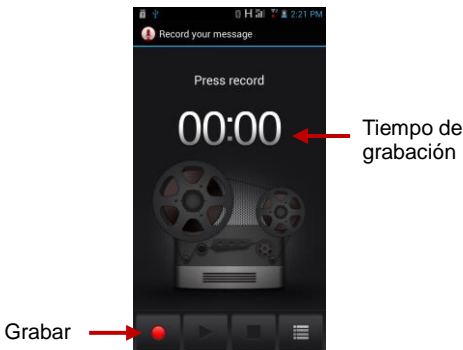 H 2:21 PM
Record your message
Press record
00:00
Tiempo de
grabación
Grabar